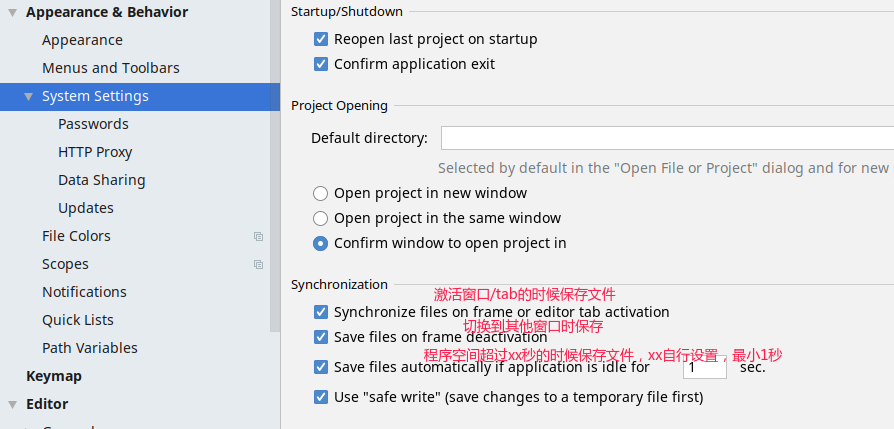 Appearance & Behavior
Appearance
Menus and Toolbars
System Settings
Passwords
HTTP Proxy
Data Sharing
Updates
File Colors
Scopes
Notifications
Quick Lists
Path Variables
Keymap
Editor
Startup/Shutdown
Reopen last project on startup
Confirm application exit
Project Opening
Default directory:
Selected by default in the "Open File or Project" dialog and for new
Open project in new window
Open project in the same window
Confirm window to open project in
Synchronization
激活窗口/tab的时候保存文件
Synchronize files on frame or editor tab activation
切换到其他窗口时保存
Save files on frame deactivation
程序空间超过xx秒的时候保存文件，xx自行设置，最小1秒
Save files automatically if application is idle for 1 sec.
Use "safe write" (save changes to a temporary file first)